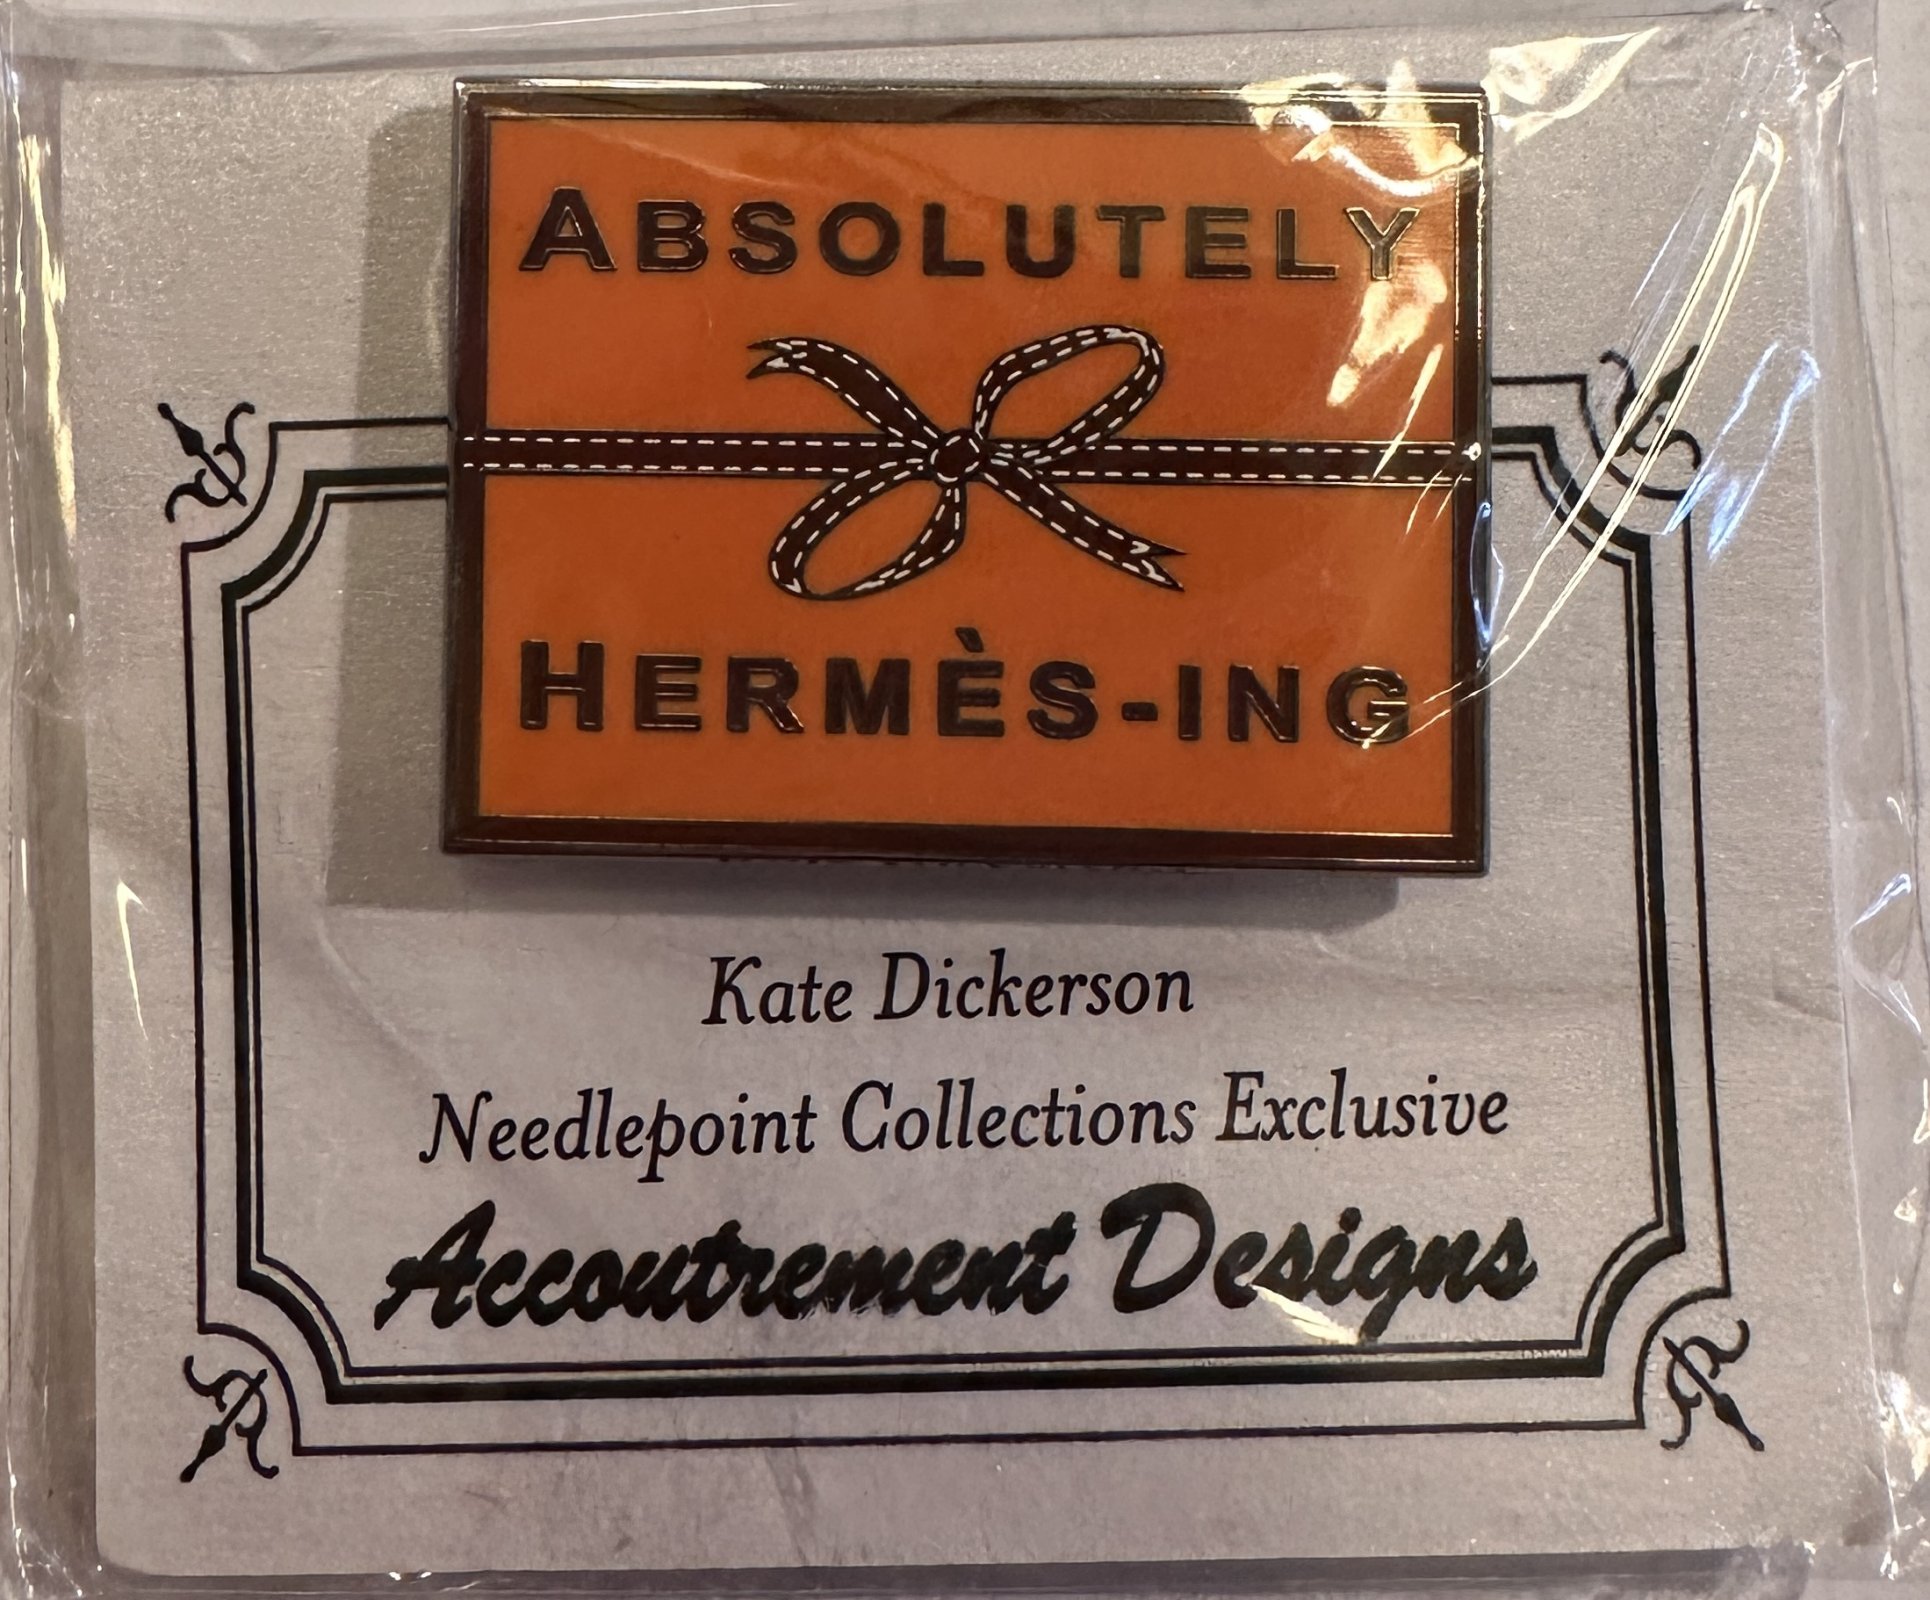 ABSOLUTELY
HERMÈS-ING
Kate Dickerson
Needlepoint Collections Exclusive
Accoutrement Designs